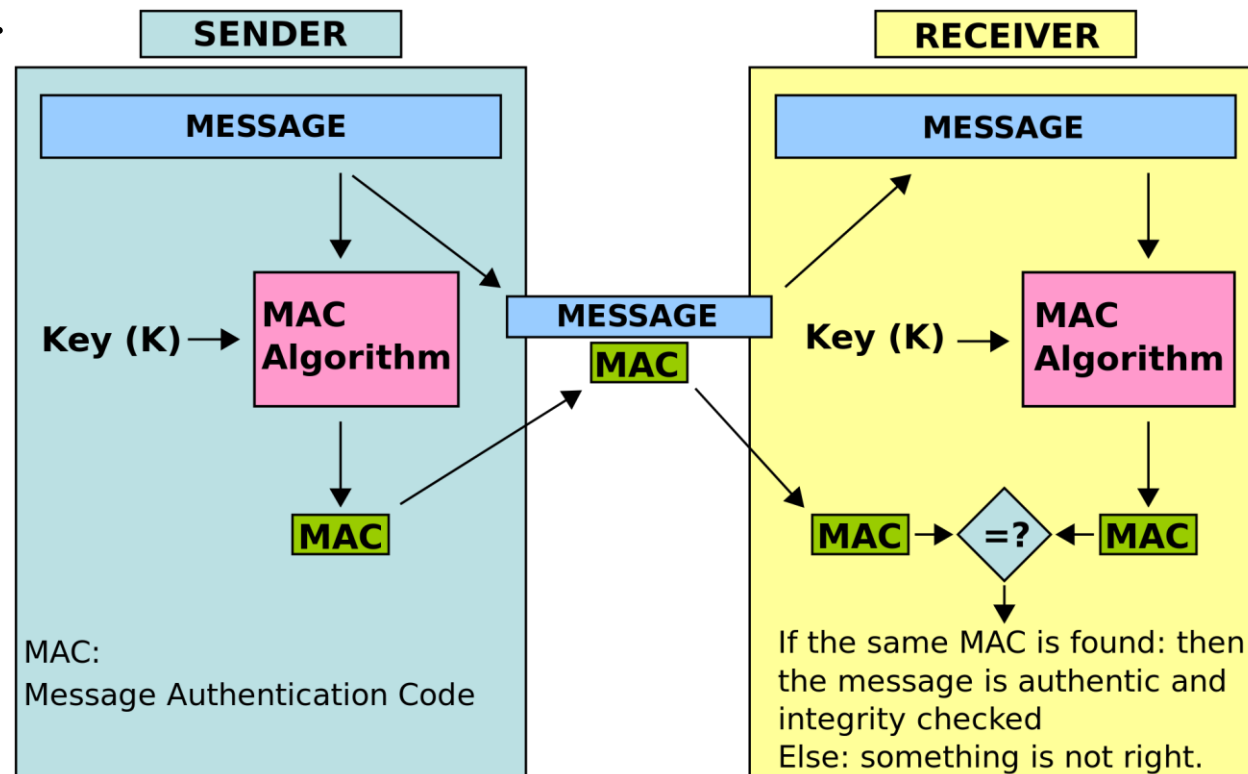 SENDER
MESSAGE
Key (K)
MAC
Algorithm
MAC
MAC:
Message Authentication Code
MESSAGE
MAC
RECEIVER
MESSAGE
Key (K)
MAC
Algorithm
MAC
=?
MAC
If the same MAC is found: then
the message is authentic and
integrity checked
Else: something is not right.